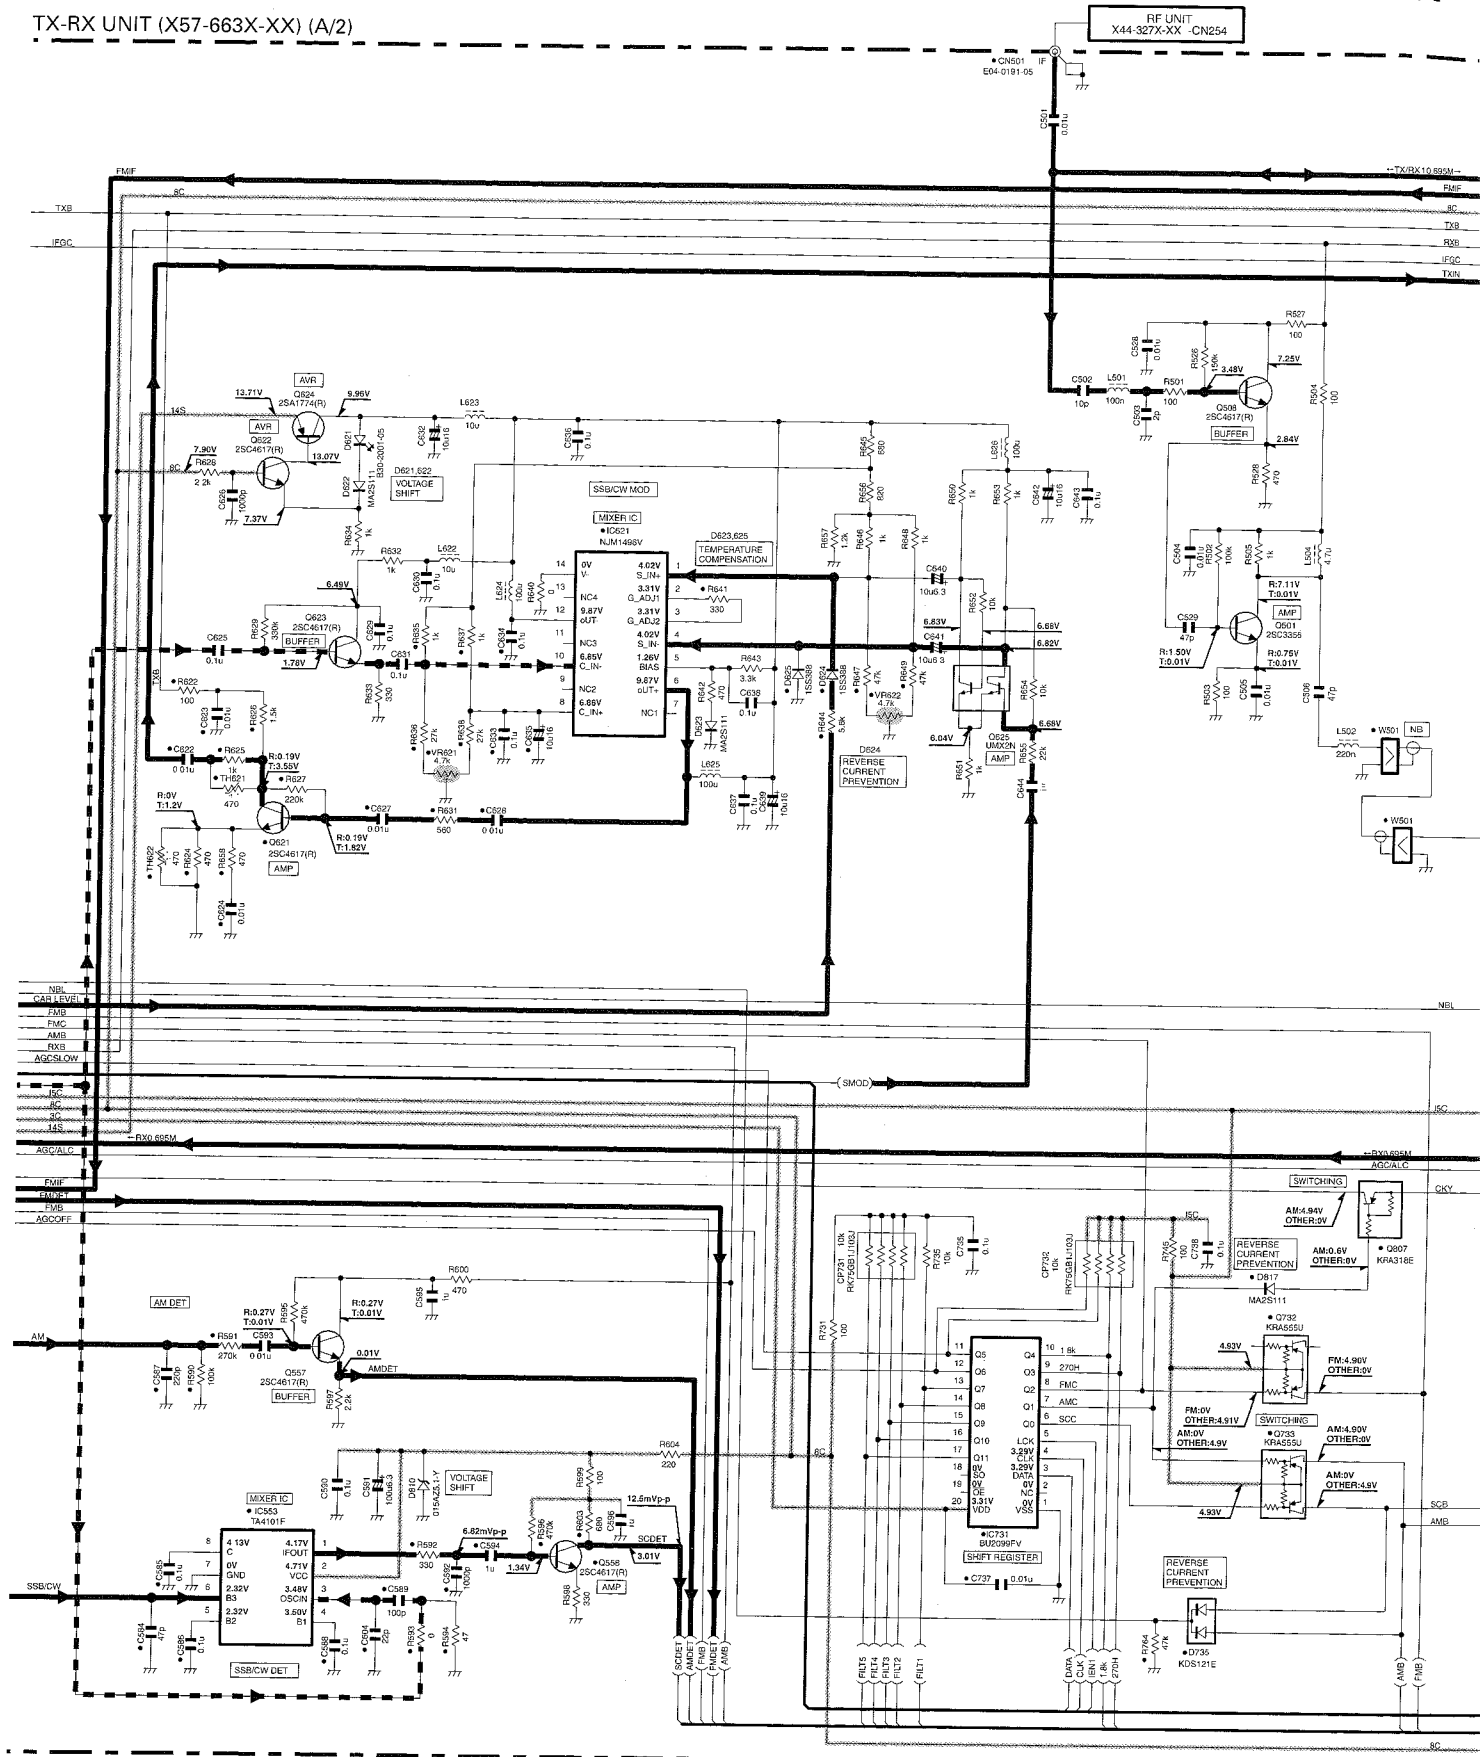 TX-RX UNIT (X57-663X-XX) (A/2)
RF UNIT
X44-327X-XX -CN254
CN501 IF
E04-0191-05
C501
0.01u
FMIF
←TX/RX10.695M→
FMIF
8C
8C
TXB
TXB
RXB
IFGC
IFGC
TXIN
AVR
Q624
2SA1774(R)
13.71V
9.96V
14S
AVR
Q622
2SC4617(R)
7.90V
8C
R628
2.2k
C626
1000p
13.07V
7.37V
D621
B30-2001-05
D622
MA2S111
R634
1k
C632
10u16
L623
10u
D621,622
VOLTAGE
SHIFT
C636
0.1u
SSB/CW MOD
MIXER IC
IC621
NJM1496V
14 0V
V-
13
NC4
12 9.87V
oUT-
11
NC3
10 6.85V
C_IN-
9
NC2
8 6.86V
C_IN+
4.02V 1
S_IN+
3.31V 2
G_ADJ1
3.31V 3
G_ADJ2
4.02V 4
S_IN-
1.26V 5
BIAS
9.87V 6
oUT+
7
NC1
R632
1k
L622
10u
C630
0.1u
L624
100u
R640
0
C634
0.1u
6.49V
R629
330k
Q623
2SC4617(R)
BUFFER
1.78V
C625
0.1u
C629
0.1u
C631
0.1u
R633
330
R635
1k
R637
1k
R636
27k
R638
27k
VR621
4.7k
C633
0.1u
C635
10u16
TXB
R622
100
C623
0.01u
R626
1.5k
C622
0.01u
R625
1k
TH621
470
R:0.19V
T:3.55V
R627
220k
R:0V
T:1.2V
Q621
2SC4617(R)
AMP
R:0.19V
T:1.82V
C627
0.01u
R631
560
C628
0.01u
TH622
470
R624
470
R658
470
C624
0.01u
D623,625
TEMPERATURE
COMPENSATION
R641
330
R643
3.3k
R642
470
C638
0.1u
D623
MA2S111
L625
100u
C637
0.1u
C639
10u16
D625
1SS388
D624
1SS388
R644
5.6k
D624
REVERSE
CURRENT
PREVENTION
R645
680
R656
820
R657
1.2k
R646
1k
R648
1k
R647
47k
R649
47k
VR622
4.7k
C640
10u6.3
C641
10u6.3
6.83V
L626
100u
R650
1k
R653
1k
C642
10u16
C643
0.1u
R652
10k
6.68V
6.82V
R654
10k
6.68V
6.04V
Q625
UMX2N
AMP
R651
1k
R655
22k
C644
1u
C502
10p
L501
100n
C503
2p
R501
100
C528
0.01u
R526
150k
3.48V
R527
100
7.25V
Q508
2SC4617(R)
BUFFER
2.84V
R528
470
R504
100
C504
0.01u
R502
100k
R505
1k
L504
4.7u
R:7.11V
T:0.01V
AMP
Q501
2SC3355
C529
47p
R:1.50V
T:0.01V
R:0.75V
T:0.01V
R503
100
C505
0.01u
C306
47p
L502
220n
W501
NB
W501
NBL
CAR LEVEL
FMB
FMC
AMB
RXB
AGCSLOW
NBL
SMOD
I5C
8C
3C
14S
I5C
←RX0.695M
AGC/ALC
←RX0.695M
AGC/ALC
FMIF
FMDET
FMB
AGCOFF
SWITCHING
CKY
AM:4.94V
OTHER:0V
AM:0.6V
OTHER:0V
Q807
KRA318E
REVERSE
CURRENT
PREVENTION
D817
MA2S111
AM DET
AM
C587
220p
R590
100k
R591
270k
R:0.27V
T:0.01V
C593
0.01u
R595
470k
R:0.27V
T:0.01V
0.01V
AMDET
Q557
2SC4617(R)
BUFFER
R597
2.2k
C595
1u
R600
470
CP731
10k
RK75GB1J103J
R731
100
R735
10k
C735
0.1u
CP732
10k
RK75GB1J103J
R745
100
I5C
C738
0.1u
11 Q5
12 Q6
13 Q7
14 Q8
15 Q9
16 Q10
17 Q11
18 0V
SO
19 0V
OE
20 3.31V
VDD
Q4 10 1.8k
Q3 9 270H
Q2 8 FMC
Q1 7 AMC
Q0 6 SCC
LCK 5
3.29V 4
CLK
3.29V 3
DATA
0V 2
NC
0V 1
VSS
IC731
BU2099FV
SHIFT REGISTER
C737 0.01u
Q732
KRA555U
4.93V
FM:4.90V
OTHER:0V
FM:0V
OTHER:4.91V
SWITCHING
AM:0V
OTHER:4.9V
Q733
KRA555U
AM:4.90V
OTHER:0V
AM:0V
OTHER:4.9V
4.93V
SCB
AMB
REVERSE
CURRENT
PREVENTION
R764
47k
D735
KDS121E
8C
R604
220
C590
0.1u
C591
100u6.3
D810
015AZ5.1-Y
VOLTAGE
SHIFT
MIXER IC
IC553
TA4101F
8 4.13V
C
7 0V
GND
6 2.32V
B3
5 2.32V
B2
4.17V 1
IFOUT
4.71V 2
VCC
3.48V 3
OSCIN
3.50V 4
B1
C585
0.1u
SSB/CW
C584
47p
C586
0.1u
C588
0.1u
SSB/CW DET
C589
100p
C604
22p
R593
0
R594
47
R592
330
6.62mVp-p
C592
1000p
C594
1u
1.34V
R596
470k
R599
100
R603
680
C596
1u
12.5mVp-p
SCDET
3.01V
Q558
2SC4617(R)
AMP
R598
330
SCDET
AMDET
FMB
FMDET
AMB
FILT5
FILT4
FILT3
FILT2
FILT1
DATA
CLK
IEN1
1.8k
270H
AMB
FMB
8C